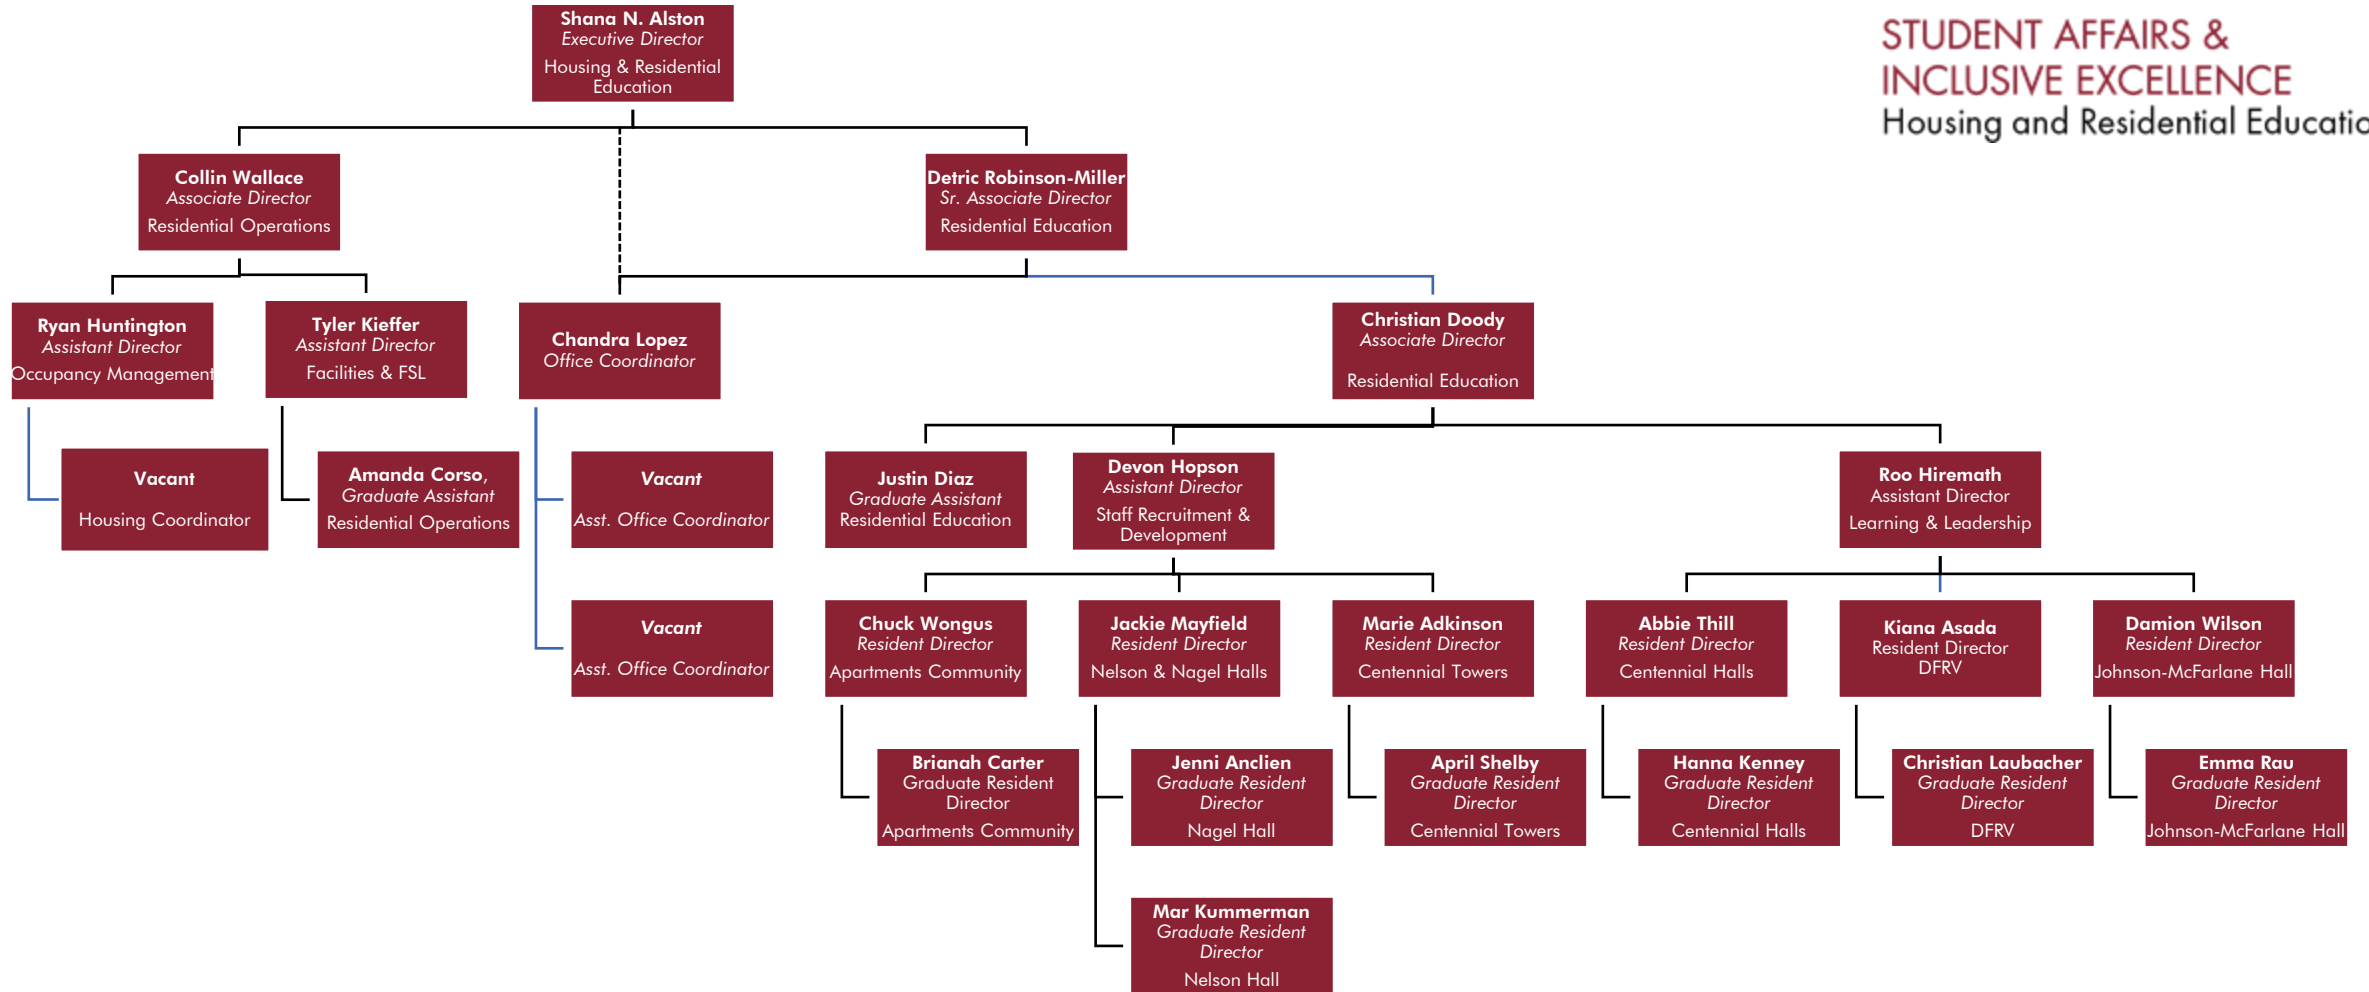 Shana N. Alston
Executive Director
Housing & Residential
Education
STUDENT AFFAIRS &
INCLUSIVE EXCELLENCE
Housing and Residential Educatio
Collin Wallace
Associate Director
Residential Operations
Detric Robinson-Miller
Sr. Associate Director
Residential Education
Ryan Huntington
Assistant Director
Occupancy Management
Tyler Kieffer
Assistant Director
Facilities & FSL
Chandra Lopez
Office Coordinator
Christian Doody
Associate Director
Residential Education
Vacant
Housing Coordinator
Amanda Corso,
Graduate Assistant
Residential Operations
Vacant
Asst. Office Coordinator
Justin Diaz
Graduate Assistant
Residential Education
Devon Hopson
Assistant Director
Staff Recruitment &
Development
Roo Hiremath
Assistant Director
Learning & Leadership
Vacant
Asst. Office Coordinator
Chuck Wongus
Resident Director
Apartments Community
Jackie Mayfield
Resident Director
Nelson & Nagel Halls
Marie Adkinson
Resident Director
Centennial Towers
Abbie Thill
Resident Director
Centennial Halls
Kiana Asada
Resident Director
DFRV
Damion Wilson
Resident Director
Johnson-McFarlane Hall
Brianah Carter
Graduate Resident
Director
Apartments Community
Jenni Anclien
Graduate Resident
Director
Nagel Hall
April Shelby
Graduate Resident
Director
Centennial Towers
Hanna Kenney
Graduate Resident
Director
Centennial Halls
Christian Laubacher
Graduate Resident
Director
DFRV
Emma Rau
Graduate Resident
Director
Johnson-McFarlane Hall
Mar Kummerman
Graduate Resident
Director
Nelson Hall